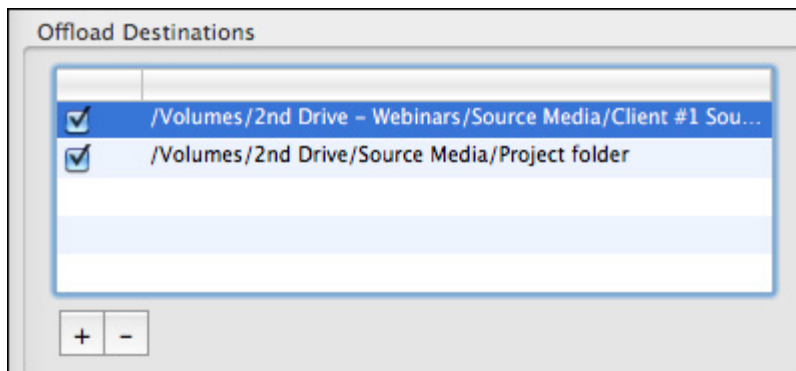 Offload Destinations
/Volumes/2nd Drive – Webinars/Source Media/Client #1 Sou...
/Volumes/2nd Drive/Source Media/Project folder
+ -